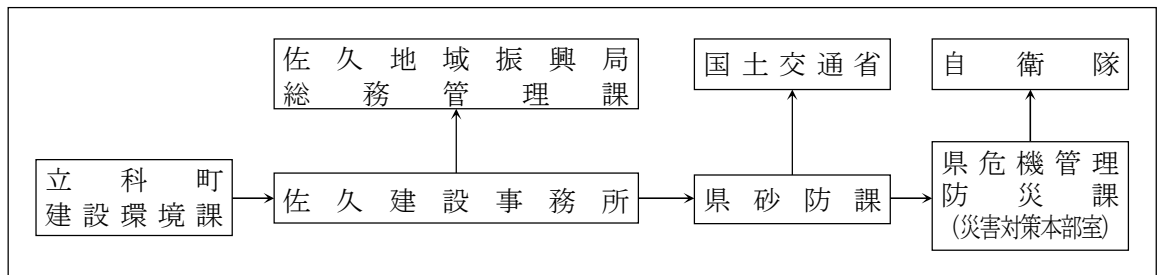 佐久地域振興局
総務管理課
国土交通省
自衛隊
立科町
建設環境課
佐久建設事務所
県砂防課
県危機管理
防災課
(災害対策本部室)